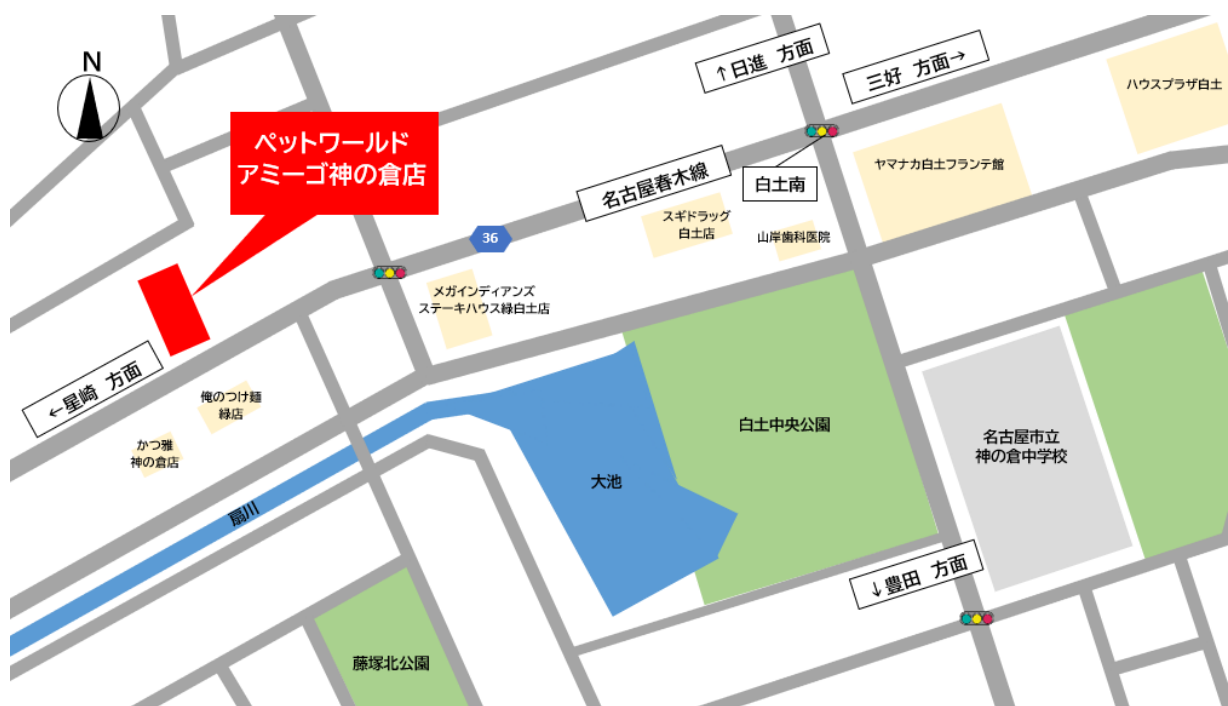 N
↑日進 方面
三好 方面→
ハウスプラザ白土
ペットワールド
アミーゴ神の倉店
名古屋春木線
白土南
ヤマナカ白土フランテ館
スギドラッグ
白土店
山岸歯科医院
36
メガインディアンズ
ステーキハウス緑白土店
←星崎 方面
俺のつけ麺
緑店
かつ雅
神の倉店
白土中央公園
名古屋市立
神の倉中学校
大池
扇川
↓豊田 方面
藤塚北公園